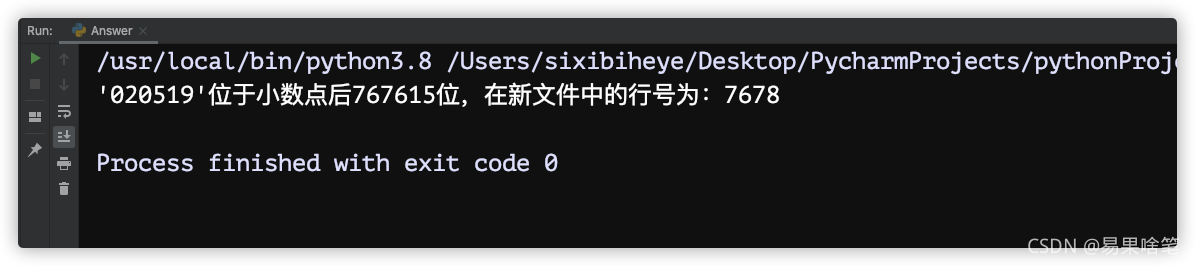 Run: Answer
/usr/local/bin/python3.8 /Users/sixibiheye/Desktop/PycharmProjects/pythonProje
'020519'位于小数点后767615位，在新文件中的行号为：7678
Process finished with exit code 0
CSDN @易果啥笔